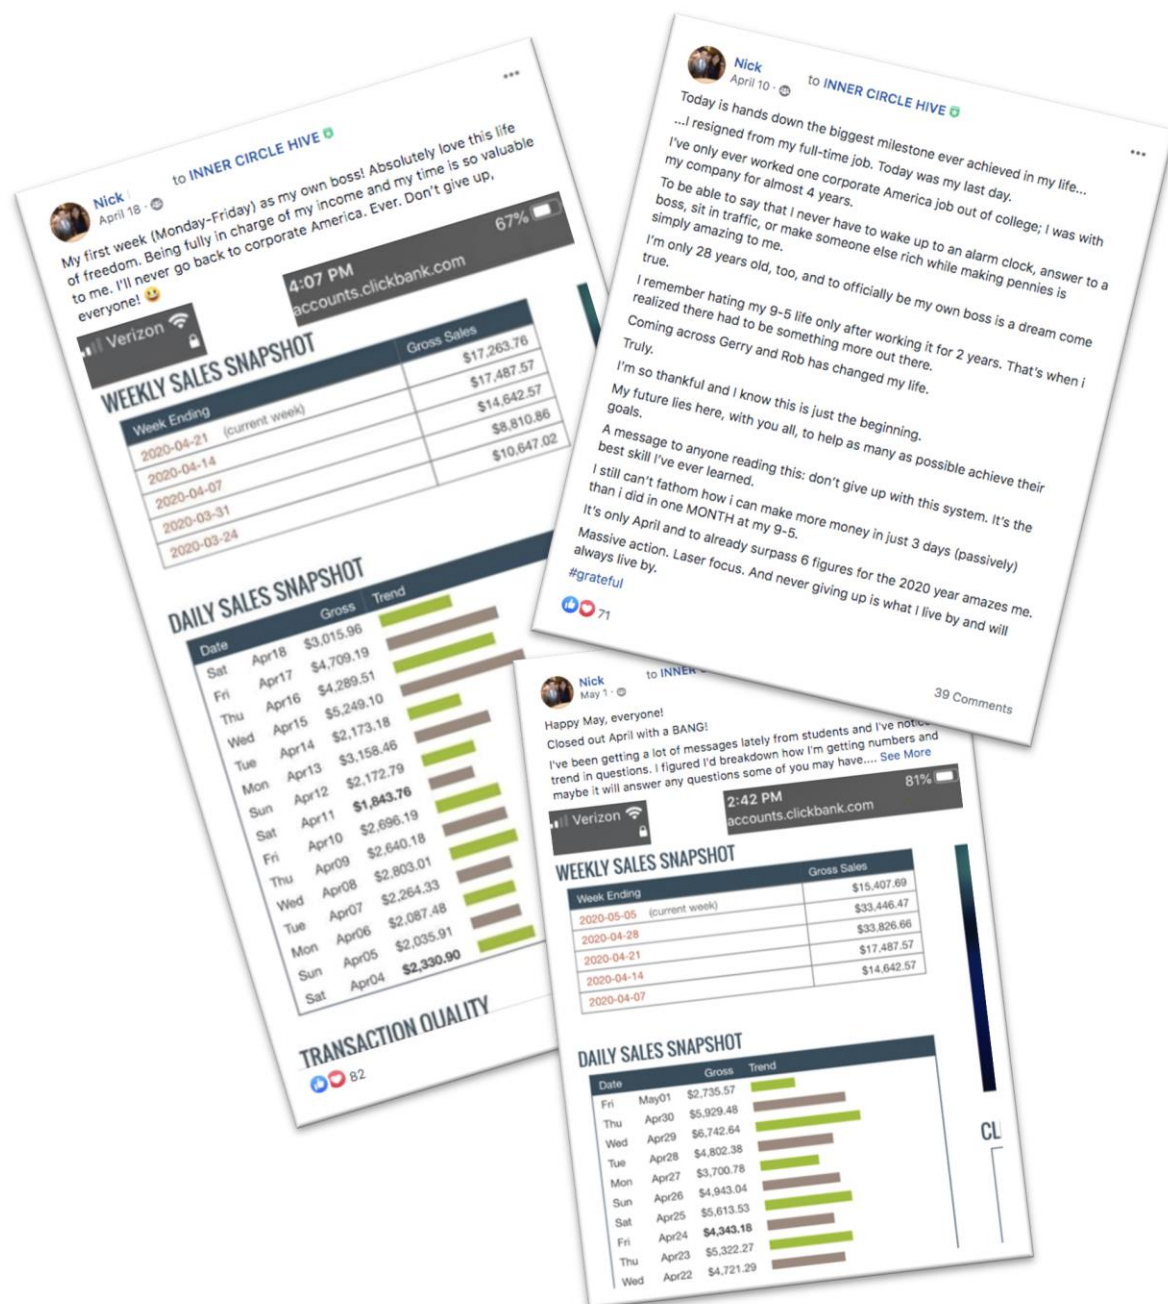 Nick
to INNER CIRCLE HIVE
April 18 ·
My first week (Monday-Friday) as my own boss! Absolutely love this life
of freedom. Being fully in charge of my income and my time is so valuable
to me. I'll never go back to corporate America. Ever. Don't give up,
everyone! 😃
Verizon
4:07 PM
67%
accounts.clickbank.com
WEEKLY SALES SNAPSHOT
Week Ending Gross Sales
2020-04-21 (current week) $17,263.76
2020-04-14 $17,487.57
2020-04-07 $14,642.57
2020-03-31 $8,810.86
2020-03-24 $10,647.02
DAILY SALES SNAPSHOT
Date Gross Trend
Sat Apr18 $3,015.96
Fri Apr17 $4,709.19
Thu Apr16 $4,289.51
Wed Apr15 $5,249.10
Tue Apr14 $2,173.18
Mon Apr13 $3,158.46
Sun Apr12 $2,172.79
Sat Apr11 $1,843.76
Fri Apr10 $2,696.19
Thu Apr09 $2,640.18
Wed Apr08 $2,803.01
Tue Apr07 $2,264.33
Mon Apr06 $2,087.48
Sun Apr05 $2,035.91
Sat Apr04 $2,330.90
TRANSACTION QUALITY
82
Nick
to INNER CIRCLE HIVE
April 10 ·
Today is hands down the biggest milestone ever achieved in my life...
...I resigned from my full-time job. Today was my last day.
I've only ever worked one corporate America job out of college; I was with
my company for almost 4 years.
To be able to say that I never have to wake up to an alarm clock, answer to a
boss, sit in traffic, or make someone else rich while making pennies is
simply amazing to me.
I'm only 28 years old, too, and to officially be my own boss is a dream come
true.
I remember hating my 9-5 life only after working it for 2 years. That's when i
realized there had to be something more out there.
Coming across Gerry and Rob has changed my life.
Truly.
I'm so thankful and I know this is just the beginning.
My future lies here, with you all, to help as many as possible achieve their
goals.
A message to anyone reading this: don't give up with this system. It's the
best skill I've ever learned.
I still can't fathom how i can make more money in just 3 days (passively)
than i did in one MONTH at my 9-5.
It's only April and to already surpass 6 figures for the 2020 year amazes me.
Massive action. Laser focus. And never giving up is what I live by and will
always live by.
#grateful
71
39 Comments
Nick
to INNER
May 1 ·
Happy May, everyone!
Closed out April with a BANG!
I've been getting a lot of messages lately from students and I've
trend in questions. I figured I'd breakdown how I'm getting numbers and
maybe it will answer any questions some of you may have.... See More
Verizon
2:42 PM
81%
accounts.clickbank.com
WEEKLY SALES SNAPSHOT
Week Ending Gross Sales
2020-05-05 (current week) $15,407.69
2020-04-28 $33,446.47
2020-04-21 $33,826.66
2020-04-14 $17,487.57
2020-04-07 $14,642.57
DAILY SALES SNAPSHOT
Date Gross Trend
Fri May01 $2,735.57
Thu Apr30 $5,929.48
Wed Apr29 $6,742.64
Tue Apr28 $4,802.38
Mon Apr27 $3,700.78
Sun Apr26 $4,943.04
Sat Apr25 $5,613.53
Fri Apr24 $4,343.18
Thu Apr23 $5,322.27
Wed Apr22 $4,721.29
CL